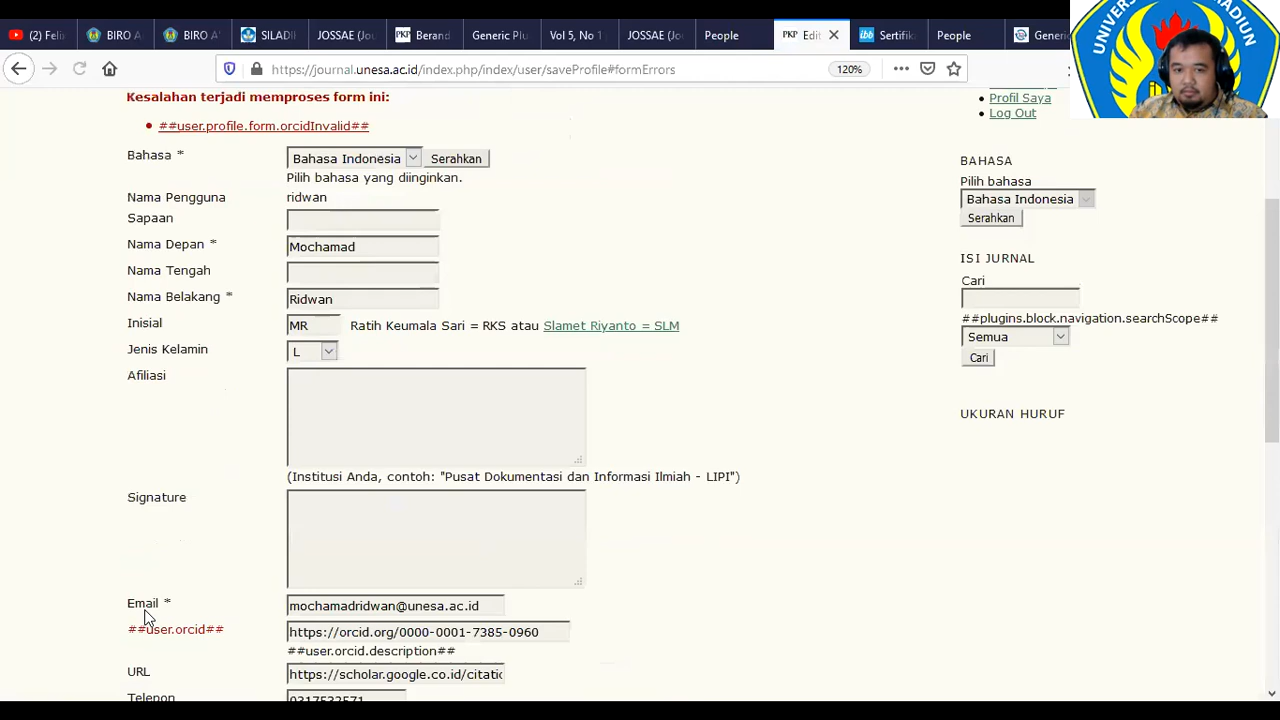 (2) Feli
BIRO A
BIRO A
SILADI
JOSSAE (Jo
PKP Beran
Generic Plu
Vol 5, No 1
JOSSAE (J
People
PKP Edi
ibb Sertifik
People
Generi
https://journal.unesa.ac.id/index.php/index/user/saveProfile#formErrors
120%
Kesalahan terjadi memproses form ini:
##user.profile.form.orcidInvalid##
Bahasa *
Bahasa Indonesia
Serahkan
Pilih bahasa yang diinginkan.
Nama Pengguna
ridwan
Sapaan
Nama Depan *
Mochamad
Nama Tengah
Nama Belakang *
Ridwan
Inisial
MR
Ratih Keumala Sari = RKS atau Slamet Riyanto = SLM
Jenis Kelamin
L
Afiliasi
(Institusi Anda, contoh: "Pusat Dokumentasi dan Informasi Ilmiah - LIPI")
Signature
Email *
mochamadridwan@unesa.ac.id
##user.orcid##
https://orcid.org/0000-0001-7385-0960
##user.orcid.description##
URL
https://scholar.google.co.id/citatic
Telepon
0317532571
Profil Saya
Log Out
BAHASA
Pilih bahasa
Bahasa Indonesia
Serahkan
ISI JURNAL
Cari
##plugins.block.navigation.searchScope##
Semua
Cari
UKURAN HURUF